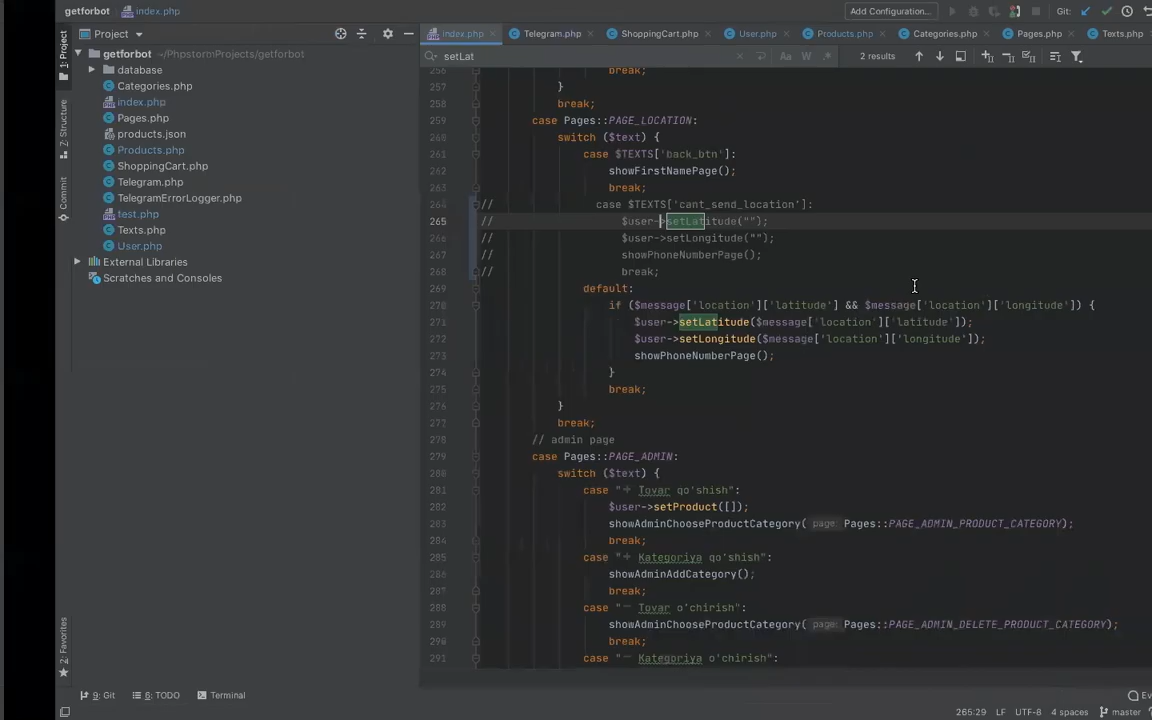 getforbot
index.php
Add Configuration...
Git:
Project
index.php
Telegram.php
ShoppingCart.php
User.php
Products.php
Categories.php
Pages.php
Texts.php
setLat
2 results
1: Project
Z: Structure
Commit
2: Favorites
getforbot ~/PhpstormProjects/getforbot
database
Categories.php
index.php
Pages.php
products.json
Products.php
ShoppingCart.php
Telegram.php
TelegramErrorLogger.php
test.php
Texts.php
User.php
External Libraries
Scratches and Consoles
256 break;
257 }
258 break;
259 case Pages::PAGE_LOCATION:
260 switch ($text) {
261 case $TEXTS['back_btn']:
262 showFirstNamePage();
263 break;
264 // case $TEXTS['cant_send_location']:
265 // $user->setLatitude("");
266 // $user->setLongitude("");
267 // showPhoneNumberPage();
268 // break;
269 default:
270 if ($message['location']['latitude'] && $message['location']['longitude']) {
271 $user->setLatitude($message['location']['latitude']);
272 $user->setLongitude($message['location']['longitude']);
273 showPhoneNumberPage();
274 }
275 break;
276 }
277 break;
278 // admin page
279 case Pages::PAGE_ADMIN:
280 switch ($text) {
281 case "➕ Tovar qo'shish":
282 $user->setProduct([]);
283 showAdminChooseProductCategory( page: Pages::PAGE_ADMIN_PRODUCT_CATEGORY);
284 break;
285 case "➕ Kategoriya qo'shish":
286 showAdminAddCategory();
287 break;
288 case "➖ Tovar o'chirish":
289 showAdminChooseProductCategory( page: Pages::PAGE_ADMIN_DELETE_PRODUCT_CATEGORY);
290 break;
291 case "➖ Kategoriya o'chirish":
9: Git
6: TODO
Terminal
265:29 LF UTF-8 4 spaces master